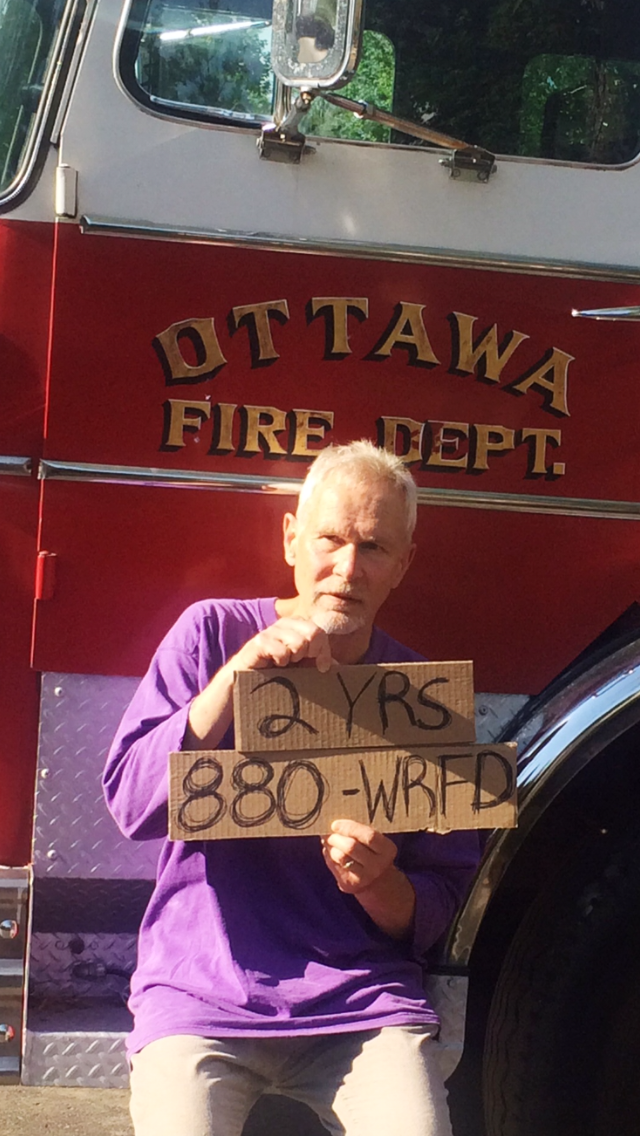 OTTAWA
FIRE DEPT.
2 YRS
880-WRFD